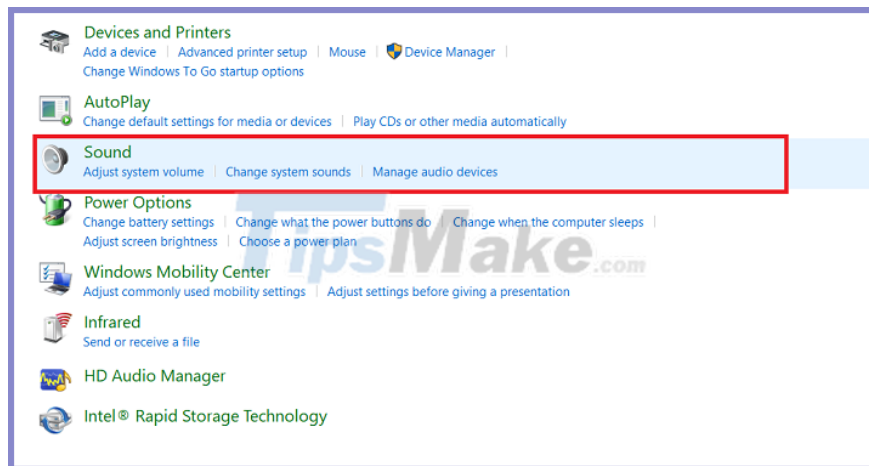 Devices and Printers
Add a device | Advanced printer setup | Mouse | Device Manager |
Change Windows To Go startup options
AutoPlay
Change default settings for media or devices | Play CDs or other media automatically
Sound
Adjust system volume | Change system sounds | Manage audio devices
Power Options
Change battery settings | Change what the power buttons do | Change when the computer sleeps |
Adjust screen brightness | Choose a power plan
TipsMake.com
Windows Mobility Center
Adjust commonly used mobility settings | Adjust settings before giving a presentation
Infrared
Send or receive a file
HD Audio Manager
Intel® Rapid Storage Technology